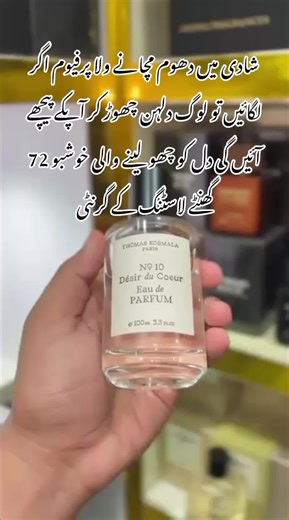 شادی میں دھوم مچانے ولا پرفیوم اگر
لگائیں تو لوگ دلہن چھوڑ کر آپکے پیچھے
آئیں گی دل کو چھو لینے والی خوشبو 72
گھنٹے لاسٹنگ کے گرنٹی
THOMAS KOSMALA
PARIS
Nº 10
Désir du Coeur
Eau de
PARFUM
e 100ml 3.3 fl.oz